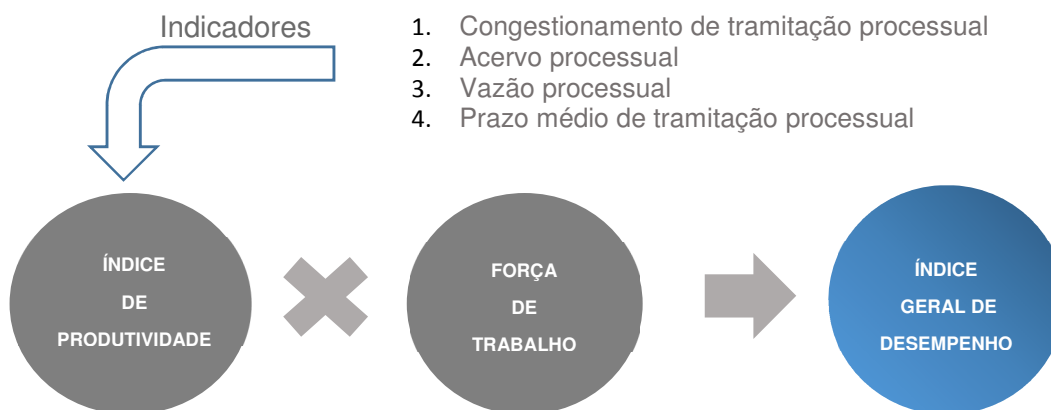 Indicadores
1. Congestionamento de tramitação processual
2. Acervo processual
3. Vazão processual
4. Prazo médio de tramitação processual
ÍNDICE
DE
PRODUTIVIDADE
FORÇA
DE
TRABALHO
ÍNDICE
GERAL DE
DESEMPENHO